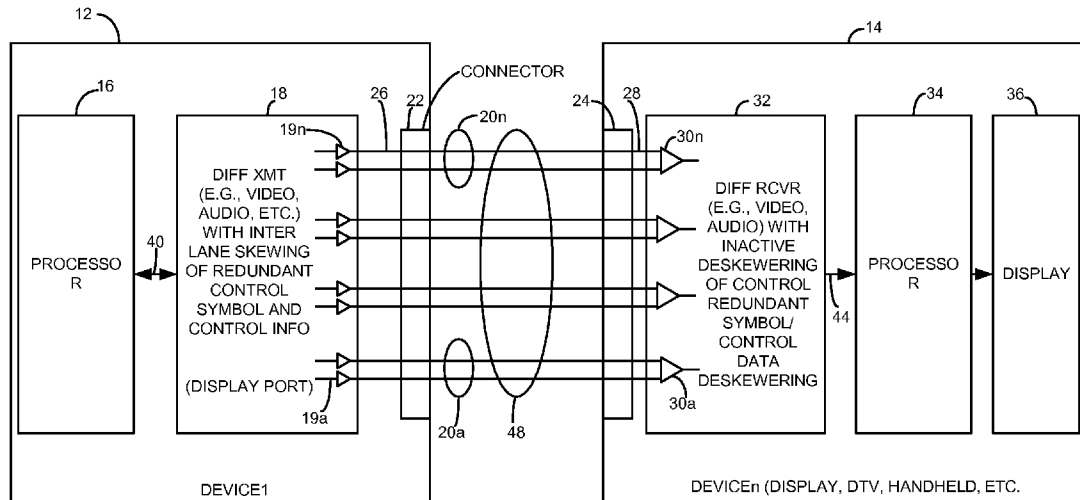 12
14
CONNECTOR
16
18
26
22
20n
24
28
32
34
36
19n
30n
DIFF XMT
(E.G., VIDEO,
AUDIO, ETC.)
WITH INTER
LANE SKEWING
OF REDUNDANT
CONTROL
SYMBOL AND
CONTROL INFO
(DISPLAY PORT)
PROCESSO
R
40
DIFF RCVR
(E.G., VIDEO,
AUDIO) WITH
INACTIVE
DESKEWERING
OF CONTROL
REDUNDANT
SYMBOL/
CONTROL
DATA
DESKEWERING
44
PROCESSO
R
DISPLAY
19a
20a
48
30a
DEVICE1
DEVICEn (DISPLAY, DTV, HANDHELD, ETC.